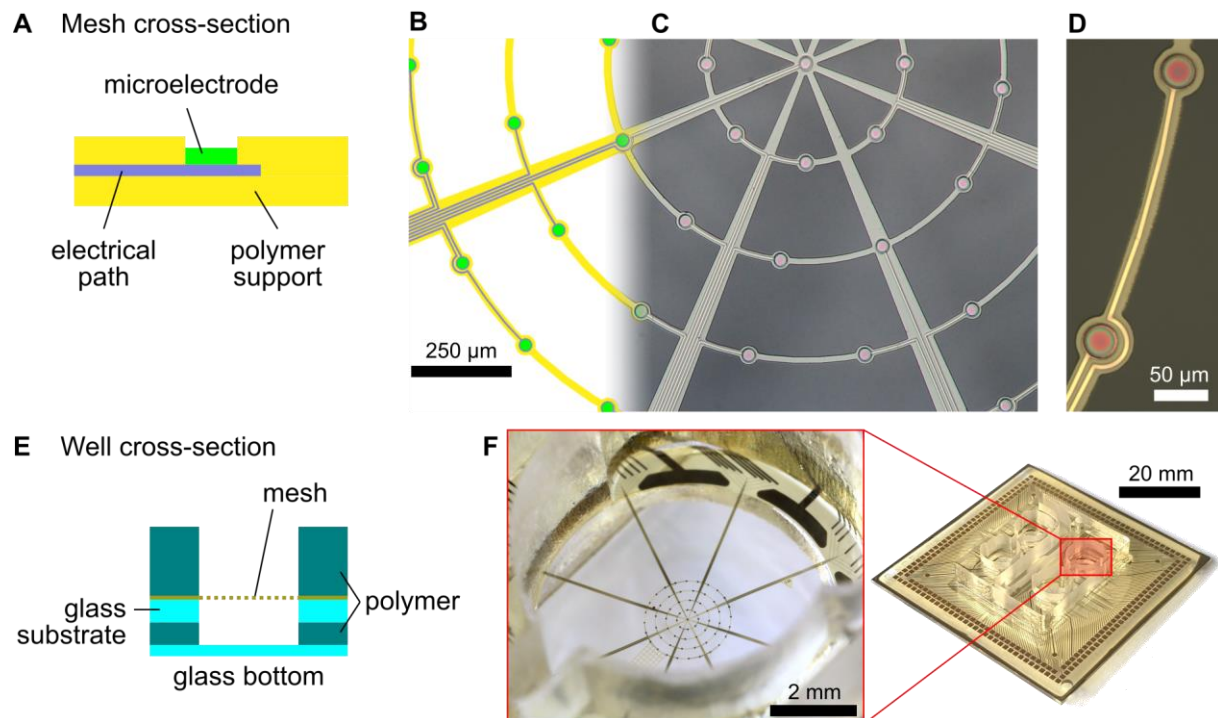 A Mesh cross-section
microelectrode
electrical
path
polymer
support
B
250 µm
C
D
50 µm
E Well cross-section
mesh
glass
substrate
polymer
glass bottom
F
2 mm
20 mm